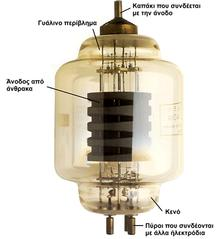 Καπάκι που συνδέεται
με την άνοδο
Γυάλινο περίβλημα
Άνοδος από
άνθρακα
Κενό
Πύροι που συνδέονται
με άλλα ηλεκτρόδια